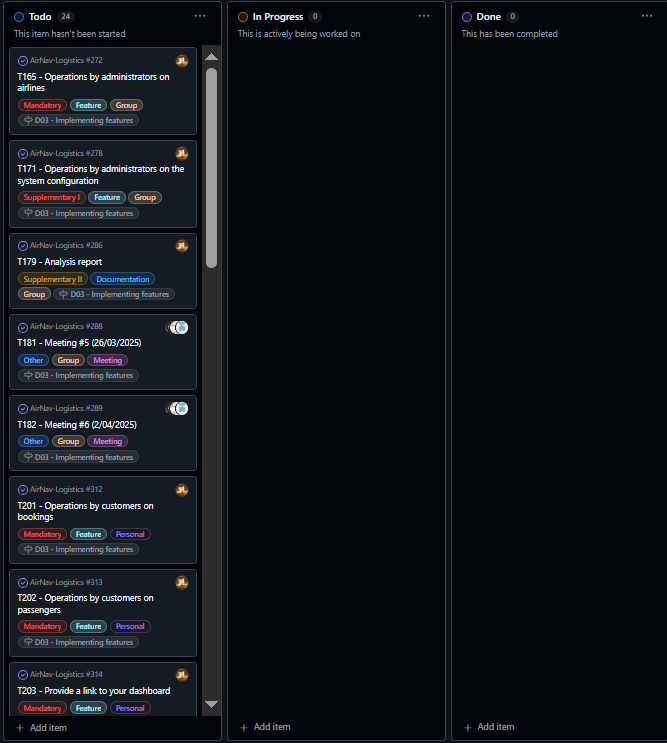 Todo 24 ...
This item hasn't been started
AirNav-Logistics #272
T165 - Operations by administrators on
airlines
Mandatory Feature Group
D03 - Implementing features
AirNav-Logistics #278
T171 - Operations by administrators on the
system configuration
Supplementary I Feature Group
D03 - Implementing features
AirNav-Logistics #286
T179 - Analysis report
Supplementary II Documentation
Group D03 - Implementing features
AirNav-Logistics #288
T181 - Meeting #5 (26/03/2025)
Other Group Meeting
D03 - Implementing features
AirNav-Logistics #289
T182 - Meeting #6 (2/04/2025)
Other Group Meeting
D03 - Implementing features
AirNav-Logistics #312
T201 - Operations by customers on
bookings
Mandatory Feature Personal
D03 - Implementing features
AirNav-Logistics #313
T202 - Operations by customers on
passengers
Mandatory Feature Personal
D03 - Implementing features
AirNav-Logistics #314
T203 - Provide a link to your dashboard
Mandatory Feature Personal
+ Add item
In Progress 0 ...
This is actively being worked on
+ Add item
Done 0 ...
This has been completed
+ Add item